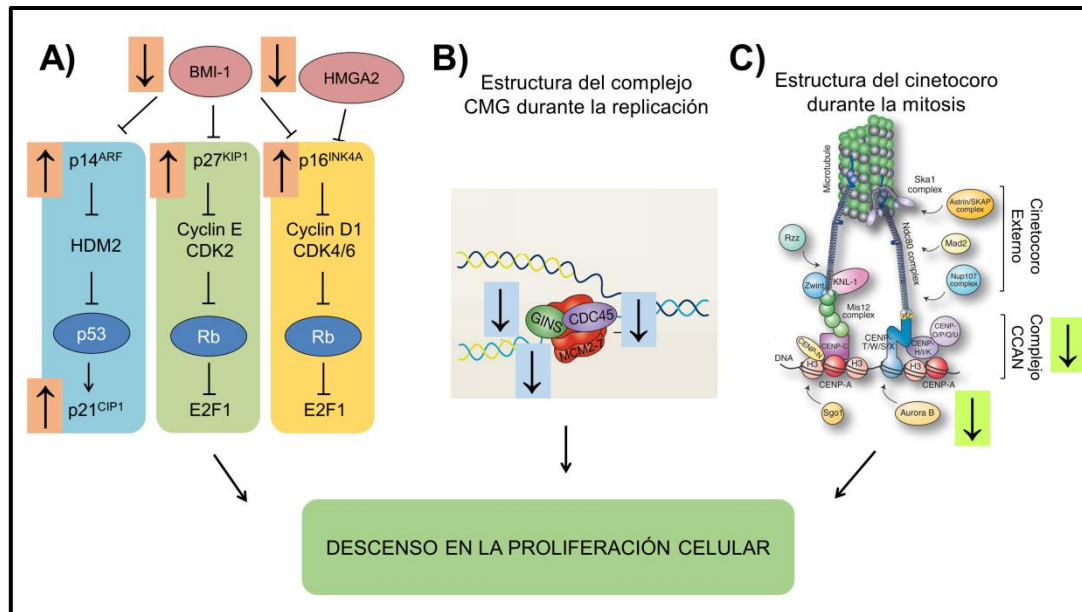 A)
BMI-1
HMGA2
p14ARF
HDM2
p53
p21CIP1
p27KIP1
Cyclin E
CDK2
Rb
E2F1
p16INK4A
Cyclin D1
CDK4/6
Rb
E2F1
B)
Estructura del complejo
CMG durante la replicación
GINS
CDC45
MCM2-7
C)
Estructura del cinetocoro
durante la mitosis
Microtubule
Ska1
complex
Astrin/SKAP
complex
Rzz
Ndc80 complex
Mad2
Zwint
KNL-1
Nup107
complex
Mis12
complex
Cinetocoro
Externo
CENP-C
CENP-
T/W/S/X
CENP-
O/P/Q/U
CENP-
H/I/K
CENP-N
DNA
H3
H3
H3
CENP-A
CENP-A
Complejo
CCAN
Sgo1
Aurora B
DESCENSO EN LA PROLIFERACIÓN CELULAR